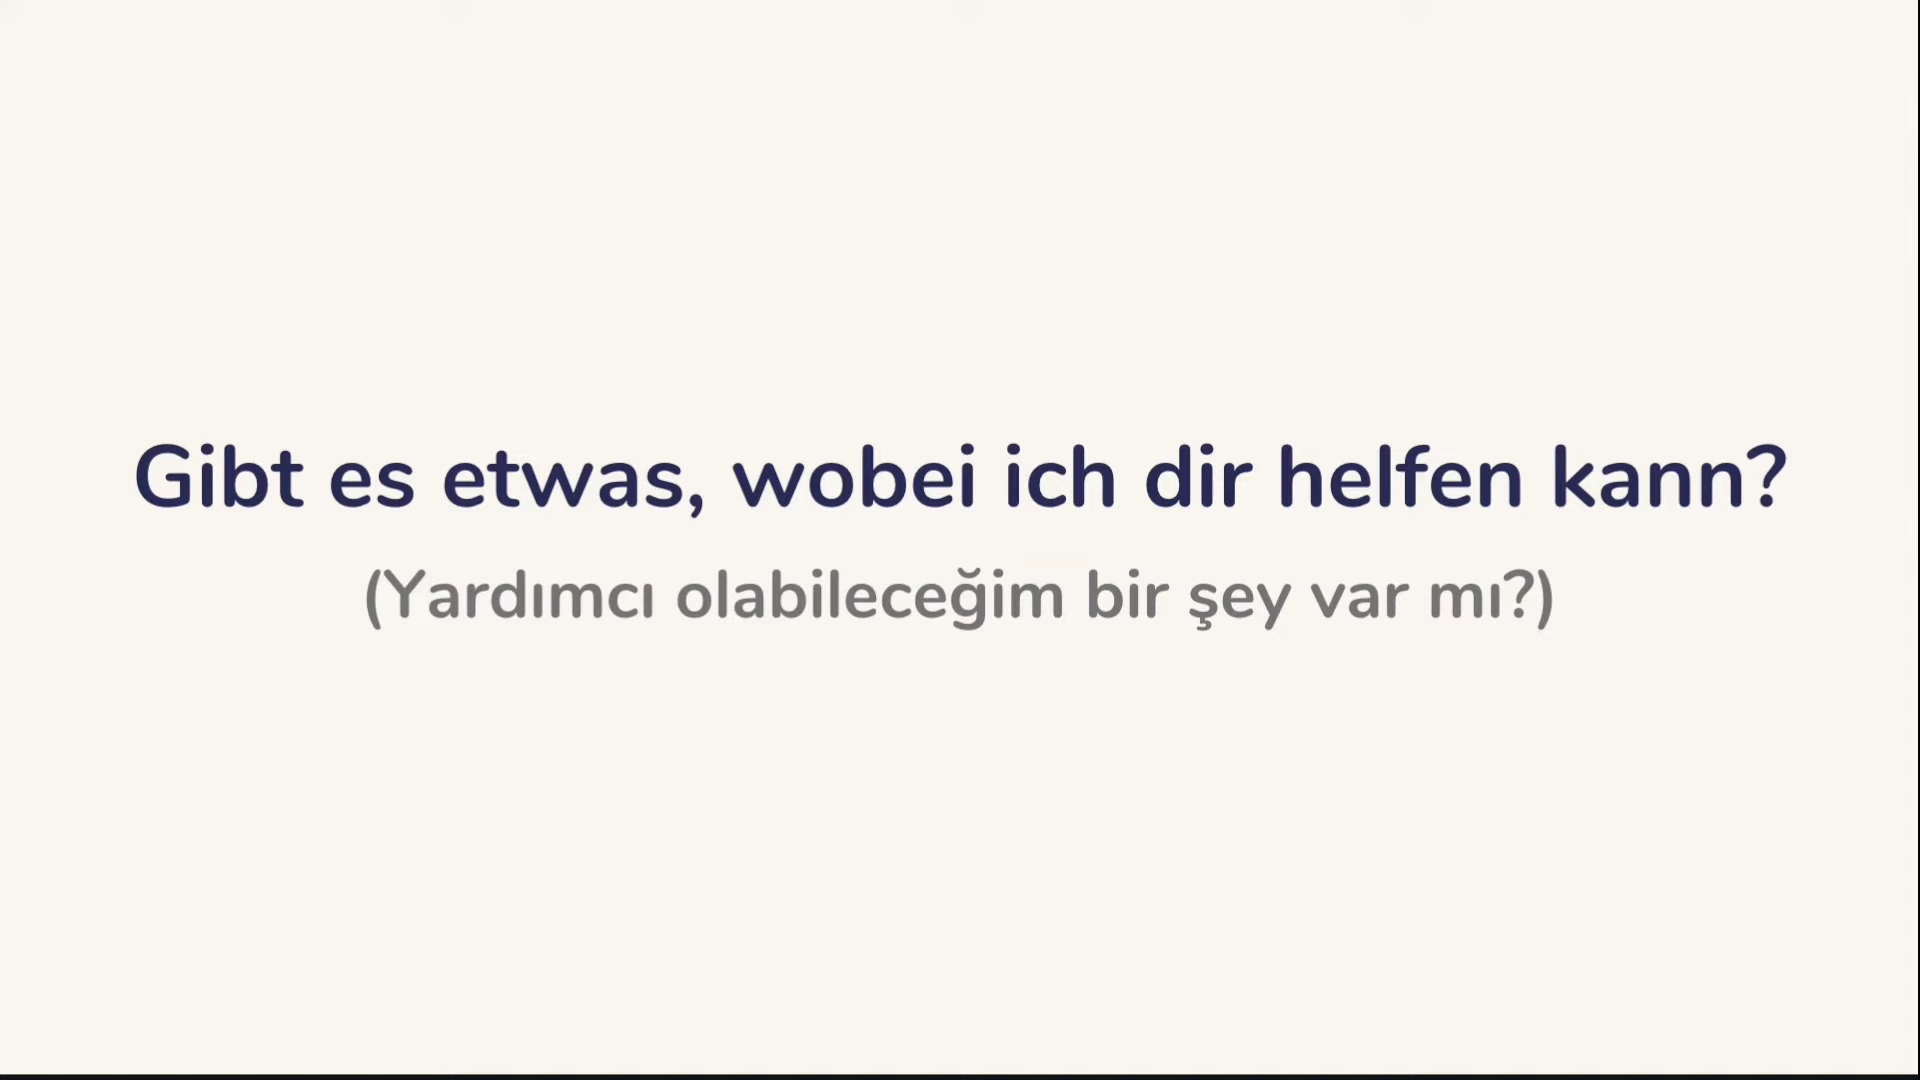 Gibt es etwas, wobei ich dir helfen kann?
(Yardımcı olabileceğim bir şey var mı?)